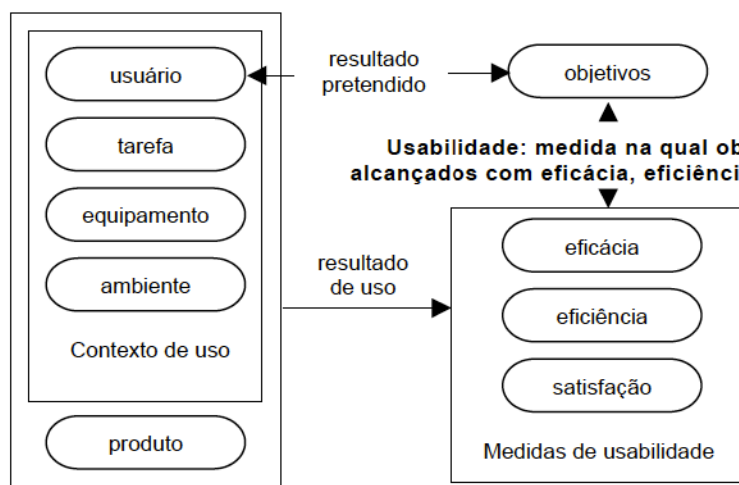 usuário
tarefa
equipamento
ambiente
Contexto de uso
produto
resultado
pretendido
objetivos
Usabilidade: medida na qual ob
alcançados com eficácia, eficiênci
resultado
de uso
eficácia
eficiência
satisfação
Medidas de usabilidade